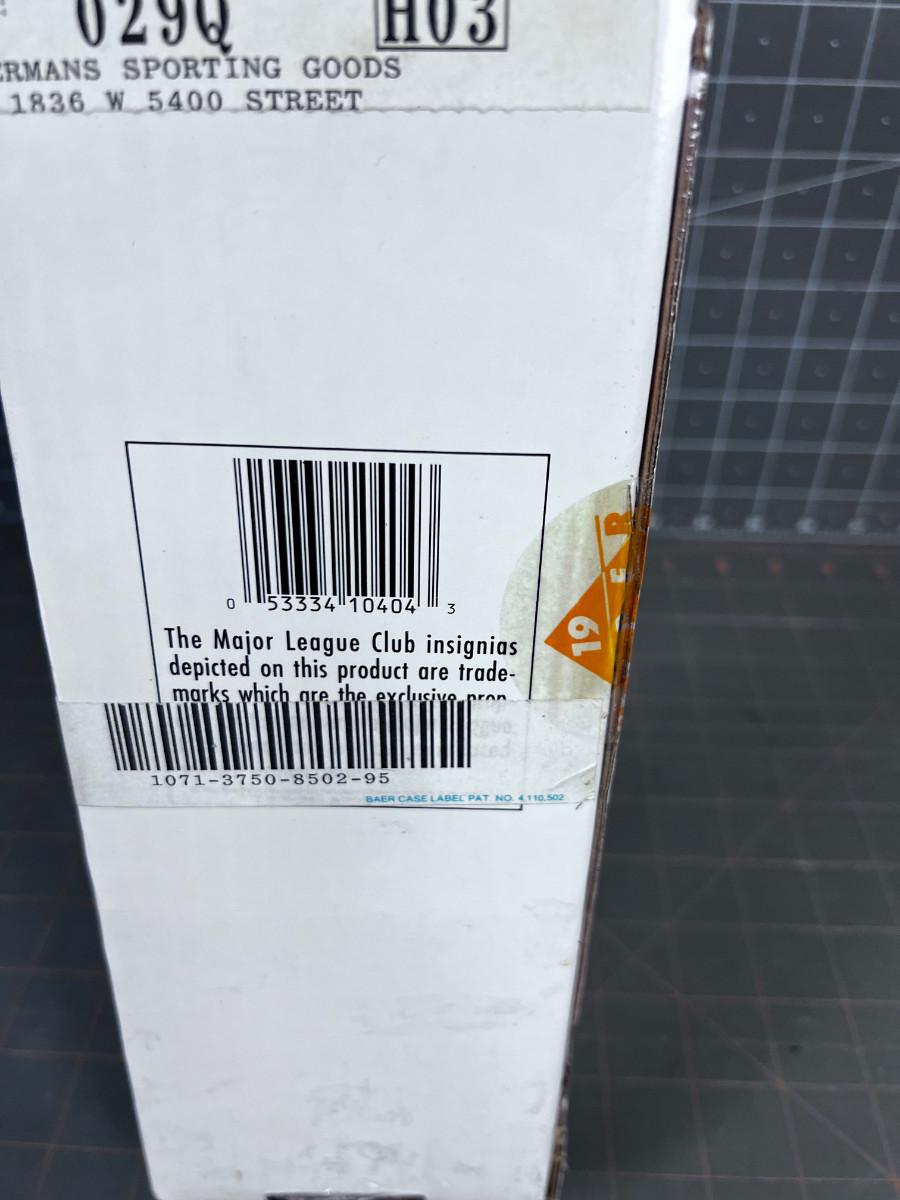 029Q H03
ERMANS SPORTING GOODS
1836 W 5400 STREET
0 53334 10404 3
The Major League Club insignias
depicted on this product are trade-
marks which are the exclusive prop
1071-3750-8502-95
BAER CASE LABEL PAT. NO. 4,110,502
19